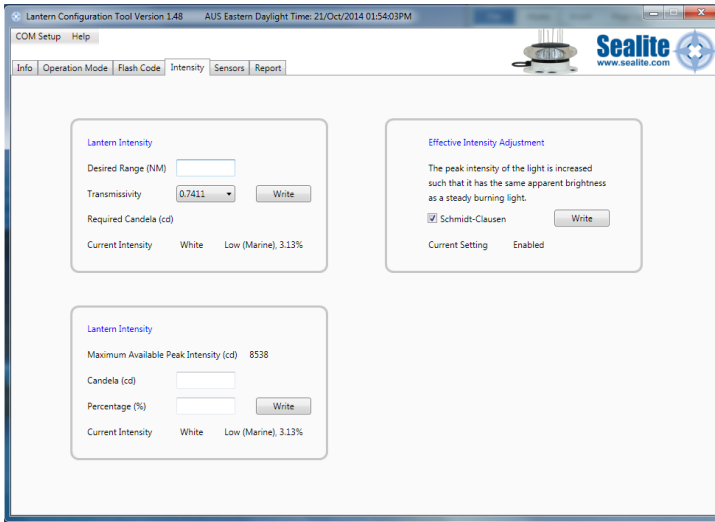 Lantern Configuration Tool Version 1.48 AUS Eastern Daylight Time: 21/Oct/2014 01:54:03PM
COM Setup Help
Sealite
www.sealite.com
Info Operation Mode Flash Code Intensity Sensors Report
Lantern Intensity
Desired Range (NM)
Transmissivity 0.7411 Write
Required Candela (cd)
Current Intensity White Low (Marine), 3.13%
Effective Intensity Adjustment
The peak intensity of the light is increased
such that it has the same apparent brightness
as a steady burning light.
Schmidt-Clausen Write
Current Setting Enabled
Lantern Intensity
Maximum Available Peak Intensity (cd) 8538
Candela (cd)
Percentage (%) Write
Current Intensity White Low (Marine), 3.13%